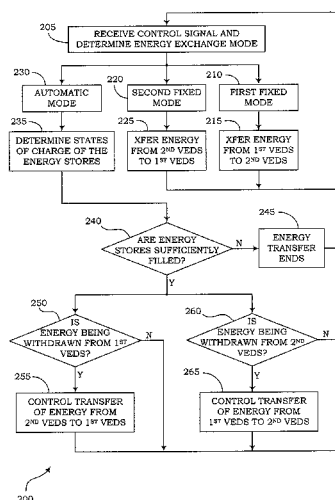 205
RECEIVE CONTROL SIGNAL AND
DETERMINE ENERGY EXCHANGE MODE
230
AUTOMATIC
MODE
220
SECOND FIXED
MODE
210
FIRST FIXED
MODE
235
DETERMINE STATES
OF CHARGE OF THE
ENERGY STORES
225
XFER ENERGY
FROM 2ND VEDS
TO 1ST VEDS
215
XFER ENERGY
FROM 1ST VEDS
TO 2ND VEDS
240
ARE ENERGY
STORES SUFFICIENTLY
FILLED?
N
Y
245
ENERGY
TRANSFER
ENDS
250
IS
ENERGY BEING
WITHDRAWN FROM 1ST
VEDS?
N
Y
260
IS
ENERGY BEING
WITHDRAWN FROM 2ND
VEDS?
N
Y
255
CONTROL TRANSFER
OF ENERGY FROM
2ND VEDS TO 1ST VEDS
265
CONTROL TRANSFER
OF ENERGY FROM
1ST VEDS TO 2ND VEDS
200